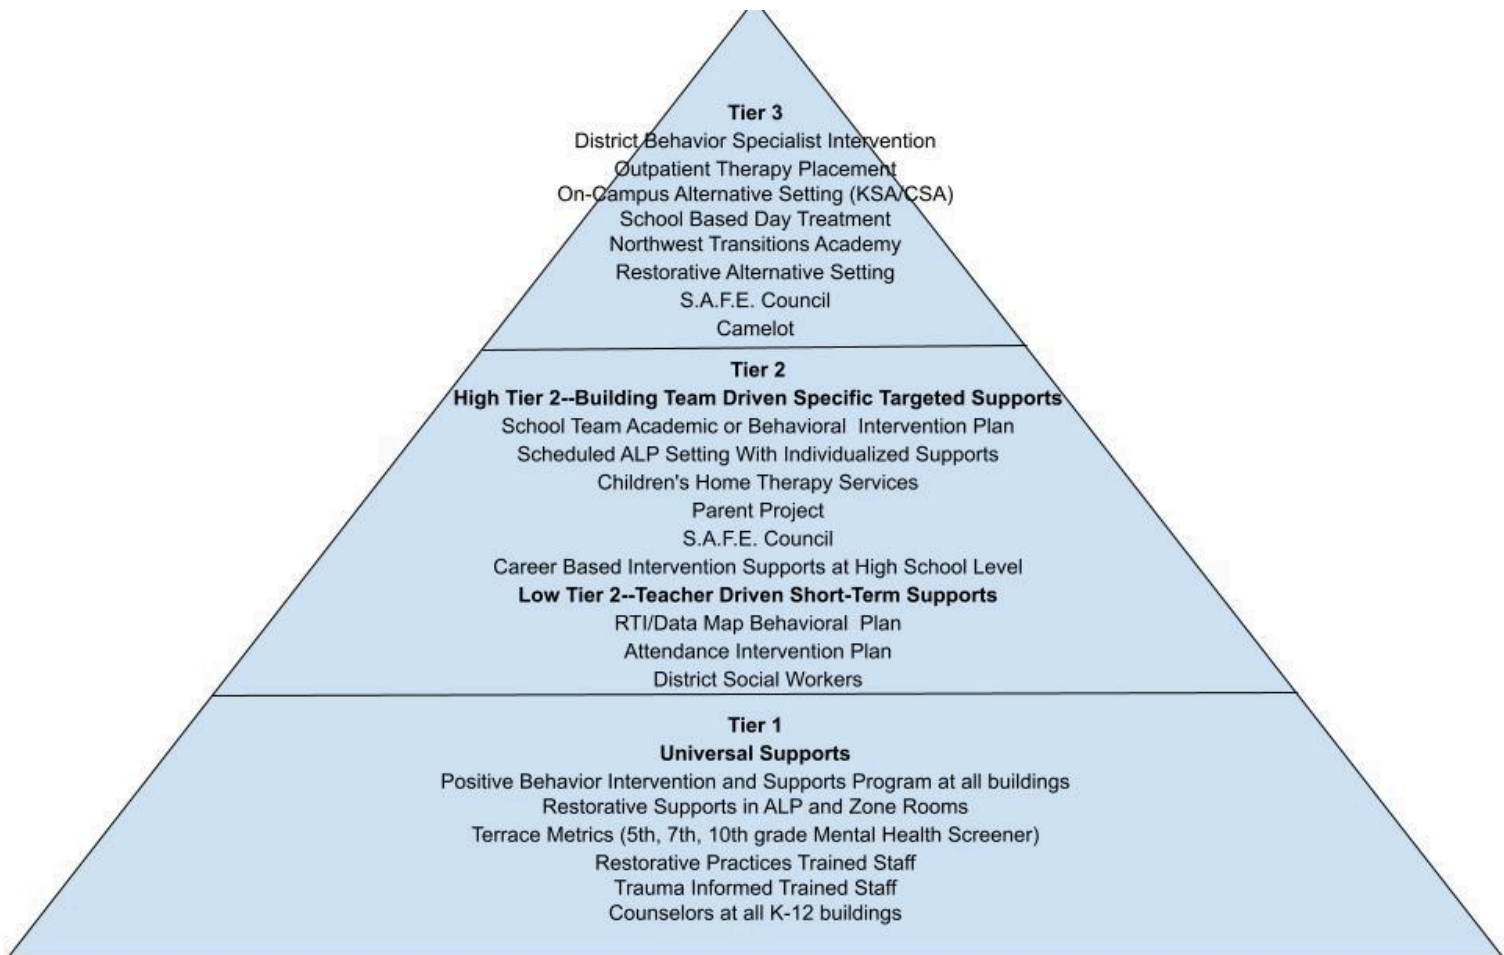 Tier 3
District Behavior Specialist Intervention
Outpatient Therapy Placement
On-Campus Alternative Setting (KSA/CSA)
School Based Day Treatment
Northwest Transitions Academy
Restorative Alternative Setting
S.A.F.E. Council
Camelot
Tier 2
High Tier 2--Building Team Driven Specific Targeted Supports
School Team Academic or Behavioral  Intervention Plan
Scheduled ALP Setting With Individualized Supports
Children's Home Therapy Services
Parent Project
S.A.F.E. Council
Career Based Intervention Supports at High School Level
Low Tier 2--Teacher Driven Short-Term Supports
RTI/Data Map Behavioral  Plan
Attendance Intervention Plan
District Social Workers
Tier 1
Universal Supports
Positive Behavior Intervention and Supports Program at all buildings
Restorative Supports in ALP and Zone Rooms
Terrace Metrics (5th, 7th, 10th grade Mental Health Screener)
Restorative Practices Trained Staff
Trauma Informed Trained Staff
Counselors at all K-12 buildings